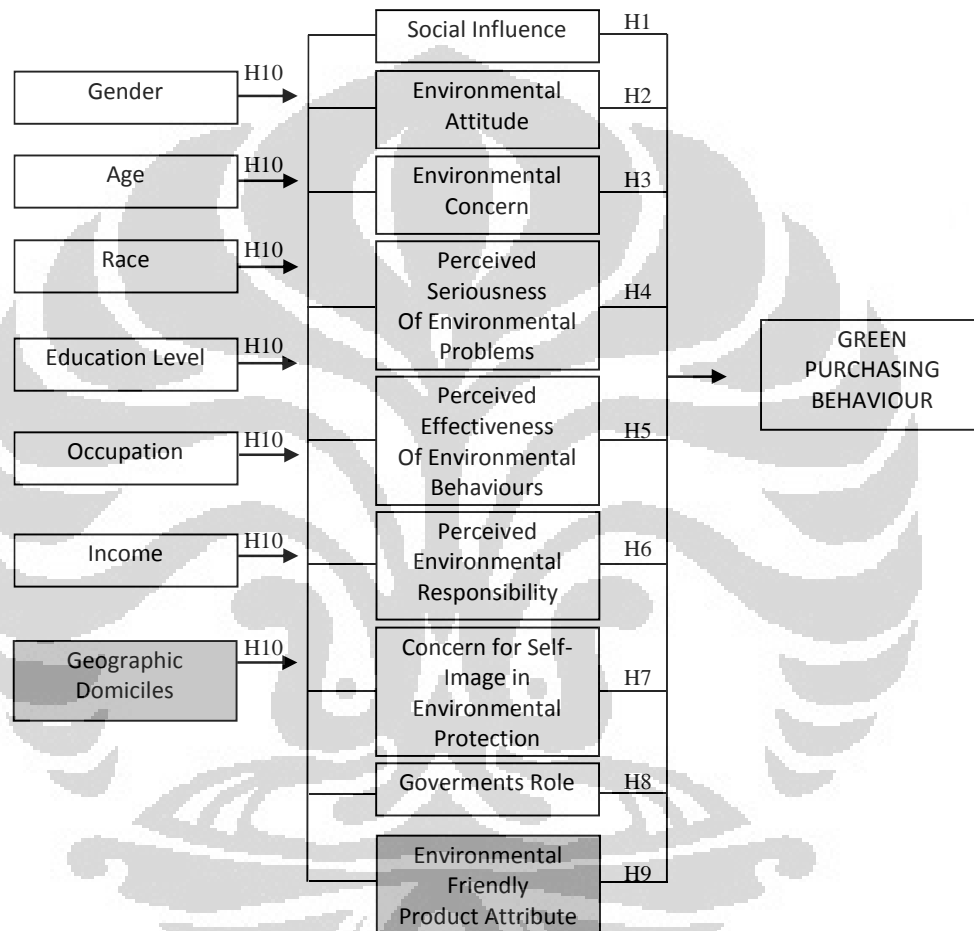 Social Influence
H1
Gender
H10
Environmental
Attitude
H2
Age
H10
Environmental
Concern
H3
Race
H10
Perceived
Seriousness
Of Environmental
Problems
H4
Education Level
H10
GREEN
PURCHASING
BEHAVIOUR
Perceived
Effectiveness
Of Environmental
Behaviours
H5
Occupation
H10
Perceived
Environmental
Responsibility
H6
Income
H10
Concern for Self-
Image in
Environmental
Protection
H7
Geographic
Domiciles
H10
Goverments Role
H8
Environmental
Friendly
Product Attribute
H9